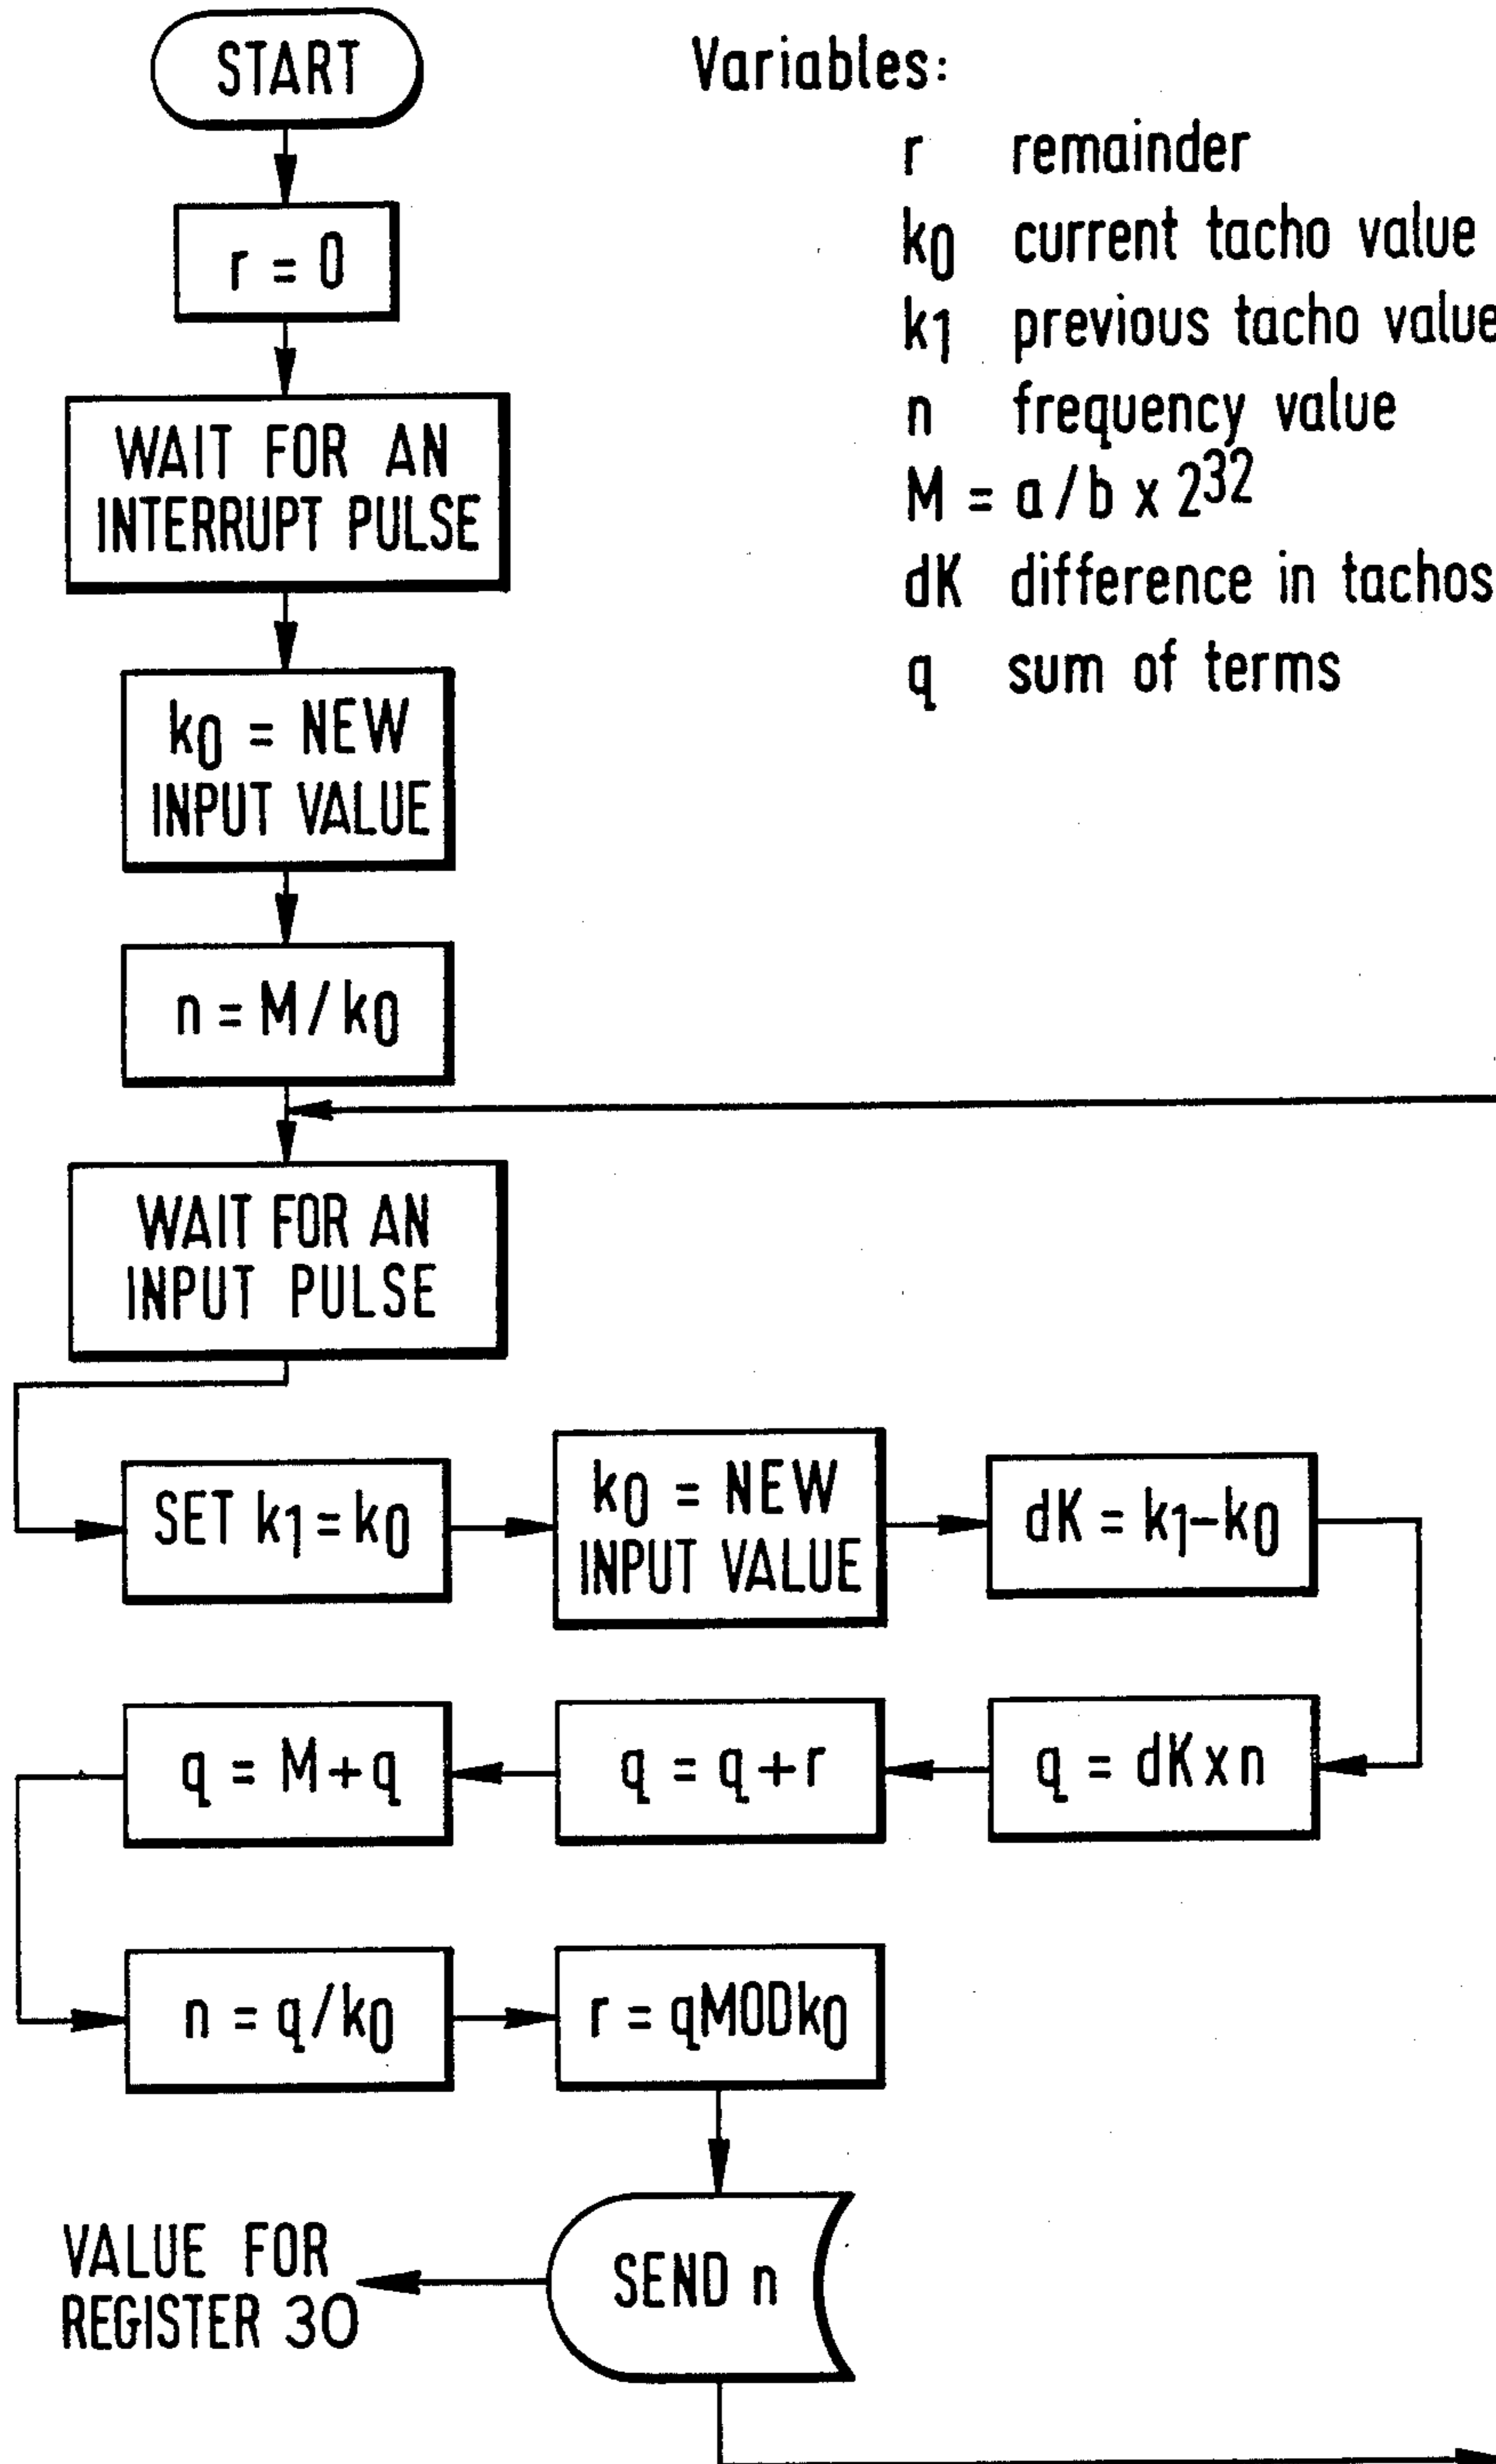 START
Variables:
r remainder
k0 current tacho value
k1 previous tacho value
n frequency value
M = a/b x 2^32
dK difference in tachos
q sum of terms
r = 0
WAIT FOR AN
INTERRUPT PULSE
k0 = NEW
INPUT VALUE
n = M/k0
WAIT FOR AN
INPUT PULSE
SET k1 = k0
k0 = NEW
INPUT VALUE
dK = k1-k0
q = dKxn
q = q+r
q = M+q
n = q/k0
r = qMODk0
SEND n
VALUE FOR
REGISTER 30